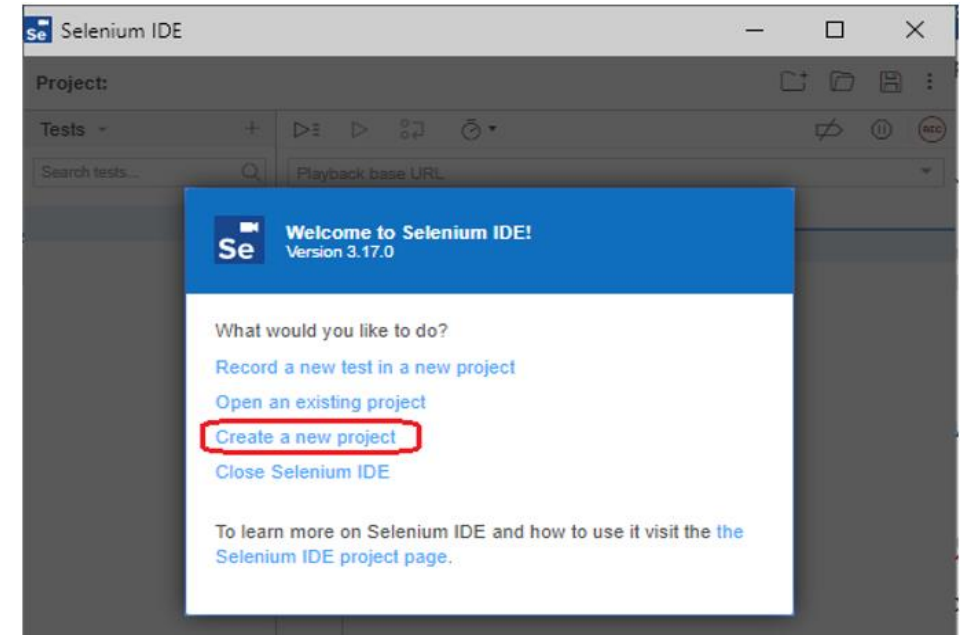 Se Selenium IDE
Project:
Tests
REC
Search tests...
Playback base URL
Se
Welcome to Selenium IDE!
Version 3.17.0
What would you like to do?
Record a new test in a new project
Open an existing project
Create a new project
Close Selenium IDE
To learn more on Selenium IDE and how to use it visit the the
Selenium IDE project page.